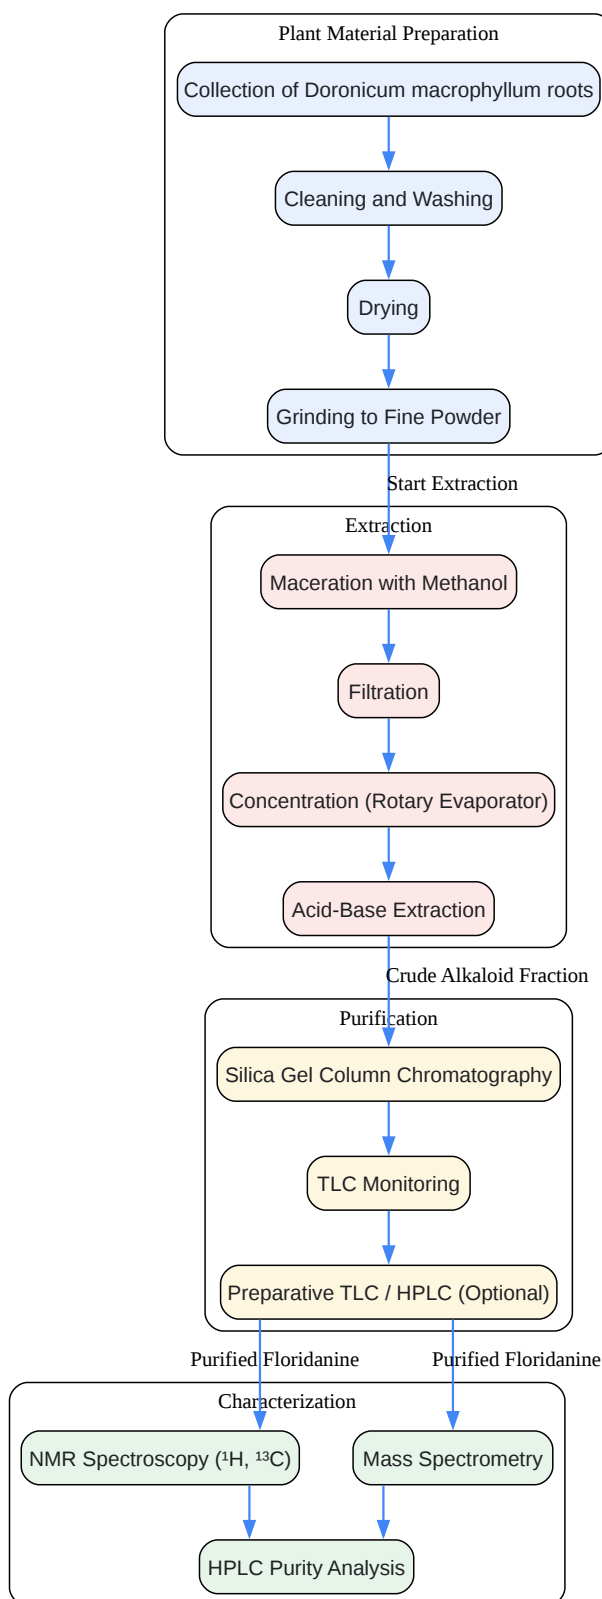 Plant Material Preparation
Collection of Doronicum macrophyllum roots
Cleaning and Washing
Drying
Grinding to Fine Powder
Start Extraction
Extraction
Maceration with Methanol
Filtration
Concentration (Rotary Evaporator)
Acid-Base Extraction
Crude Alkaloid Fraction
Purification
Silica Gel Column Chromatography
TLC Monitoring
Preparative TLC / HPLC (Optional)
Purified Floridanine
Purified Floridanine
Characterization
NMR Spectroscopy (¹H, ¹³C)
Mass Spectrometry
HPLC Purity Analysis